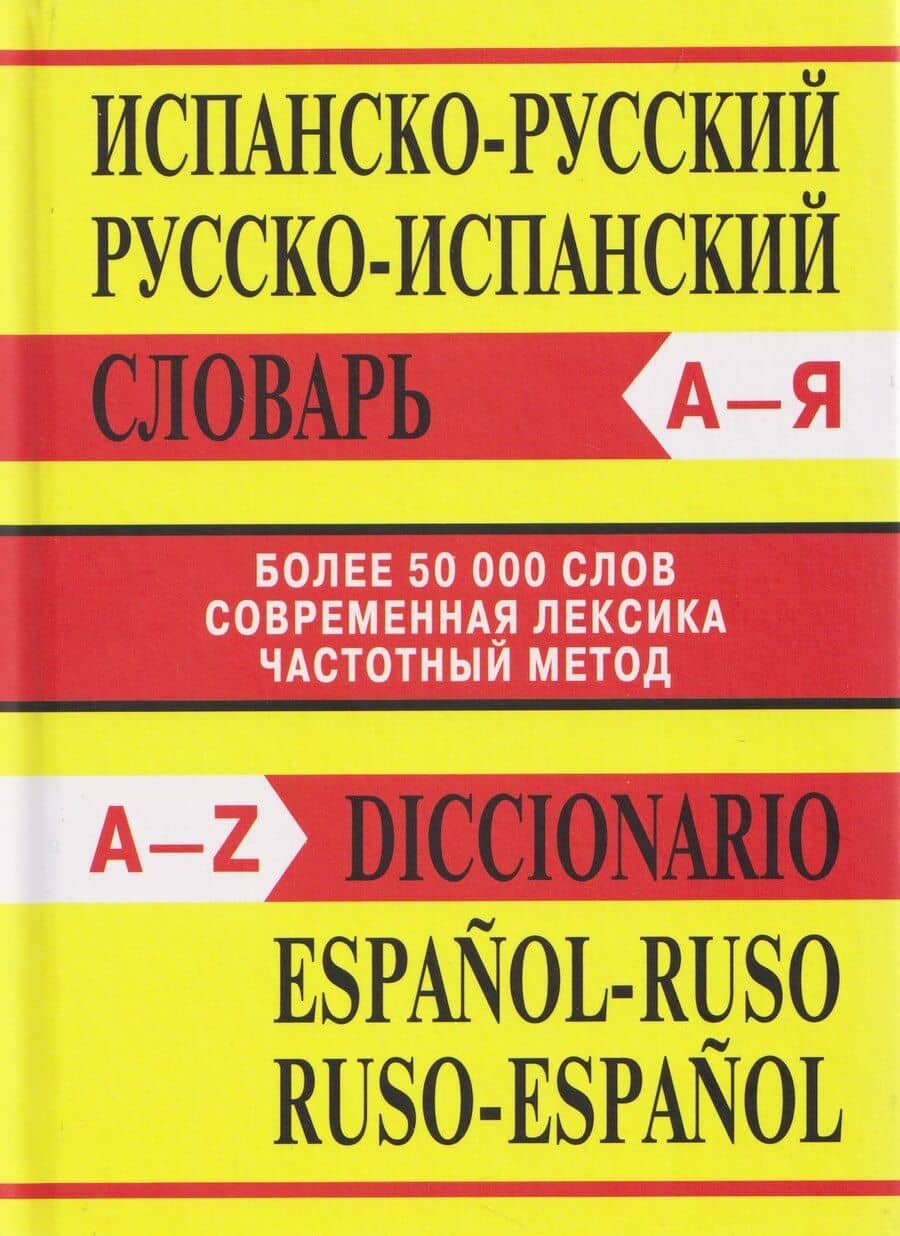 ИСПАНСКО-РУССКИЙ
РУССКО-ИСПАНСКИЙ
СЛОВАРЬ А—Я
БОЛЕЕ 50 000 СЛОВ
СОВРЕМЕННАЯ ЛЕКСИКА
ЧАСТОТНЫЙ МЕТОД
A—Z DICCIONARIO
ESPAÑOL-RUSO
RUSO-ESPAÑOL